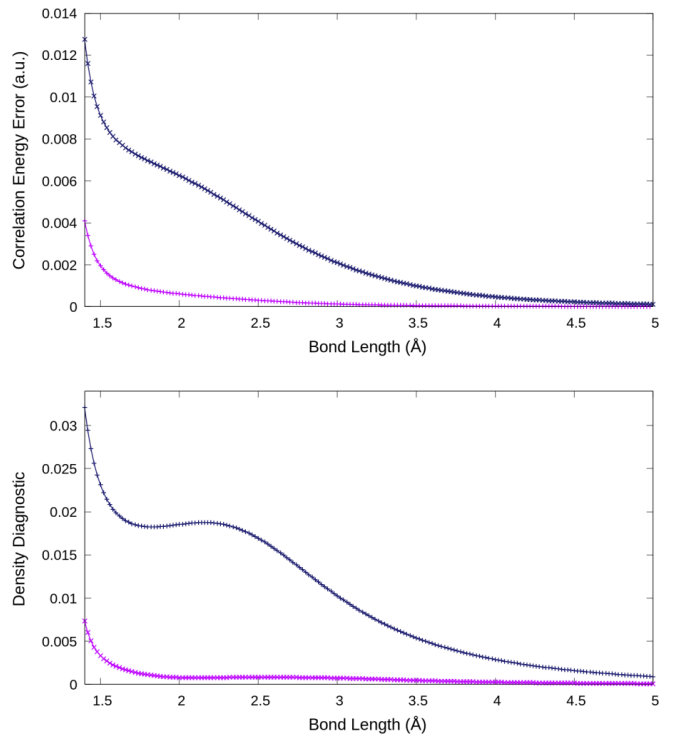 0.014
0.012
0.01
0.008
0.006
0.004
0.002
0
Correlation Energy Error (a.u.)
1.5 2 2.5 3 3.5 4 4.5 5
Bond Length (Å)
0.03
0.025
0.02
0.015
0.01
0.005
0
Density Diagnostic
1.5 2 2.5 3 3.5 4 4.5 5
Bond Length (Å)